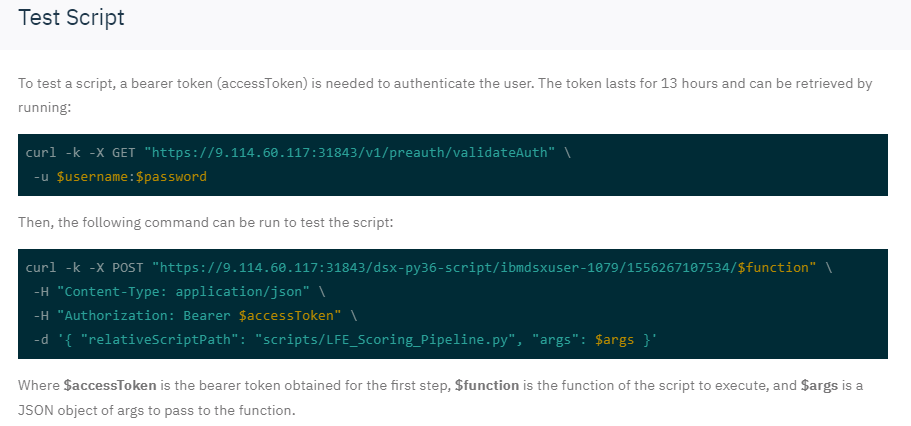 Test Script
To test a script, a bearer token (accessToken) is needed to authenticate the user. The token lasts for 13 hours and can be retrieved by
running:
curl -k -X GET "https://9.114.60.117:31843/v1/preauth/validateAuth" \
-u $username:$password
Then, the following command can be run to test the script:
curl -k -X POST "https://9.114.60.117:31843/dsx-py36-script/ibmdsxuser-1079/1556267107534/$function" \
-H "Content-Type: application/json" \
-H "Authorization: Bearer $accessToken" \
-d '{ "relativeScriptPath": "scripts/LFE_Scoring_Pipeline.py", "args": $args }'
Where $accessToken is the bearer token obtained for the first step, $function is the function of the script to execute, and $args is a
JSON object of args to pass to the function.